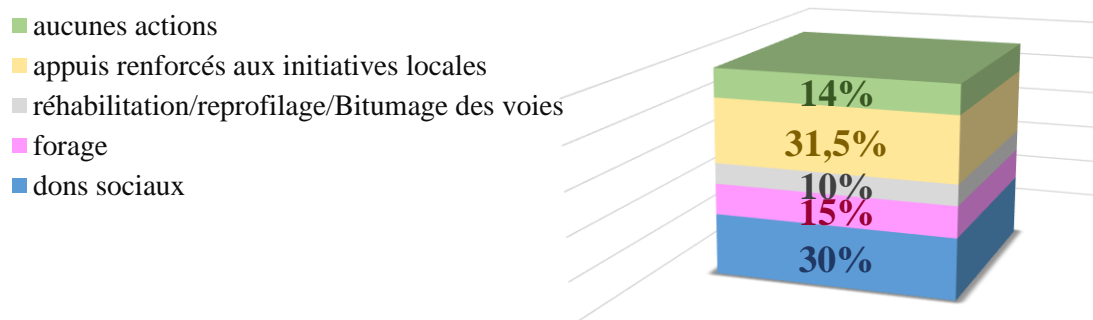 aucunes actions
appuis renforcés aux initiatives locales
réhabilitation/reprofilage/Bitumage des voies
forage
dons sociaux
14%
31,5%
10%
15%
30%